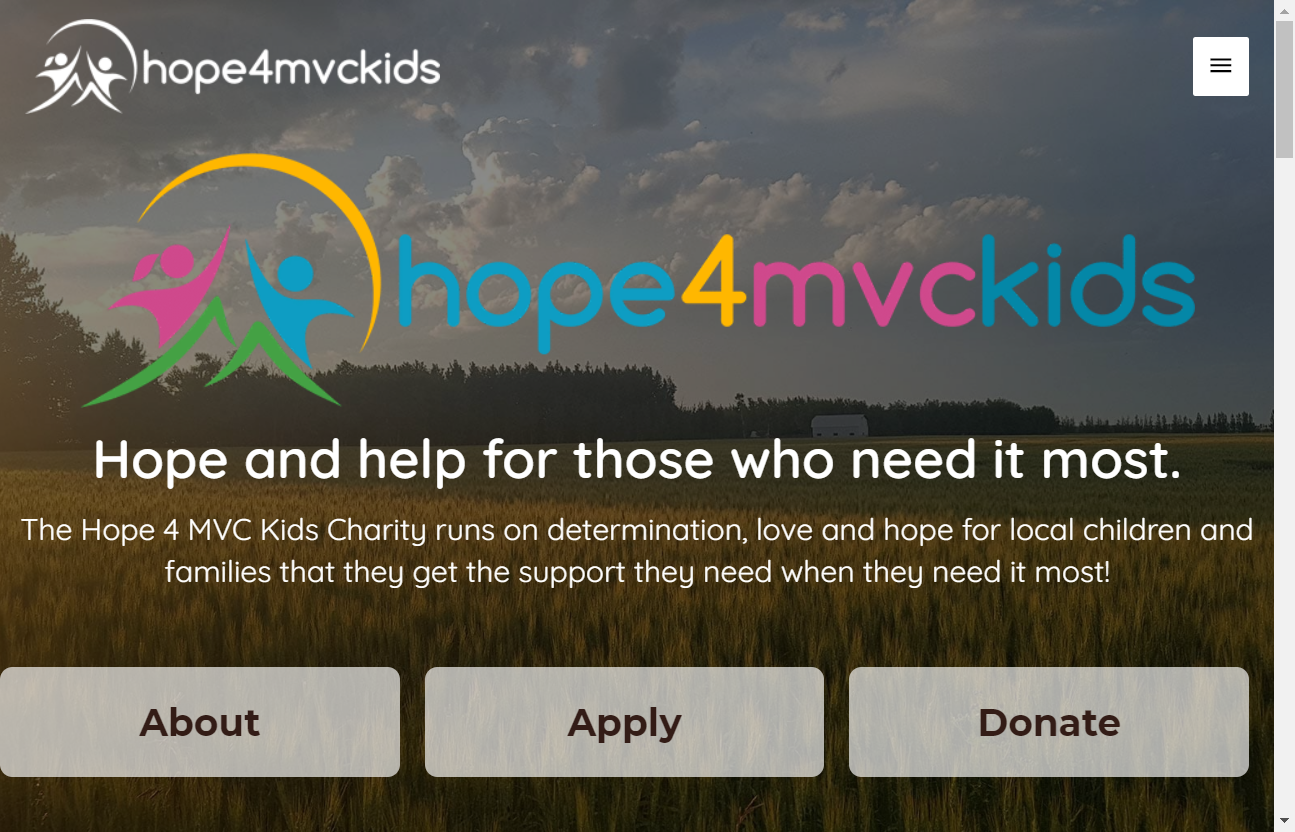 hope4mvckids
hope4mvckids
Hope and help for those who need it most.
The Hope 4 MVC Kids Charity runs on determination, love and hope for local children and
families that they get the support they need when they need it most!
About
Apply
Donate